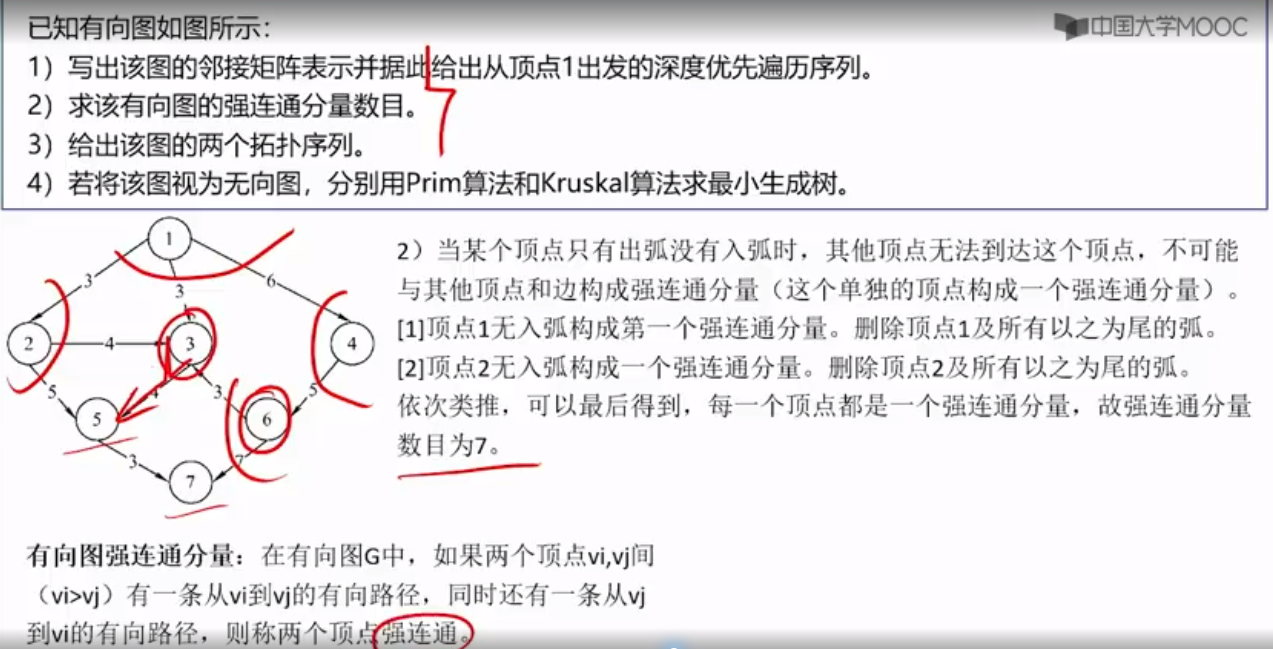 已知有向图如图所示：
中国大学MOOC
1）写出该图的邻接矩阵表示并据此给出从顶点1出发的深度优先遍历序列。
2）求该有向图的强连通分量数目。
3）给出该图的两个拓扑序列。
4）若将该图视为无向图，分别用Prim算法和Kruskal算法求最小生成树。
1
3
3
6
2
4
3
4
5
4
3
5
5
6
3
7
7
2）当某个顶点只有出弧没有入弧时，其他顶点无法到达这个顶点，不可能
与其他顶点和边构成强连通分量（这个单独的顶点构成一个强连通分量）。
[1]顶点1无入弧构成第一个强连通分量。删除顶点1及所有以之为尾的弧。
[2]顶点2无入弧构成一个强连通分量。删除顶点2及所有以之为尾的弧。
依次类推，可以最后得到，每一个顶点都是一个强连通分量，故强连通分量
数目为7。
有向图强连通分量：在有向图G中，如果两个顶点vi,vj间
（vi>vj）有一条从vi到vj的有向路径，同时还有一条从vj
到vi的有向路径，则称两个顶点强连通。